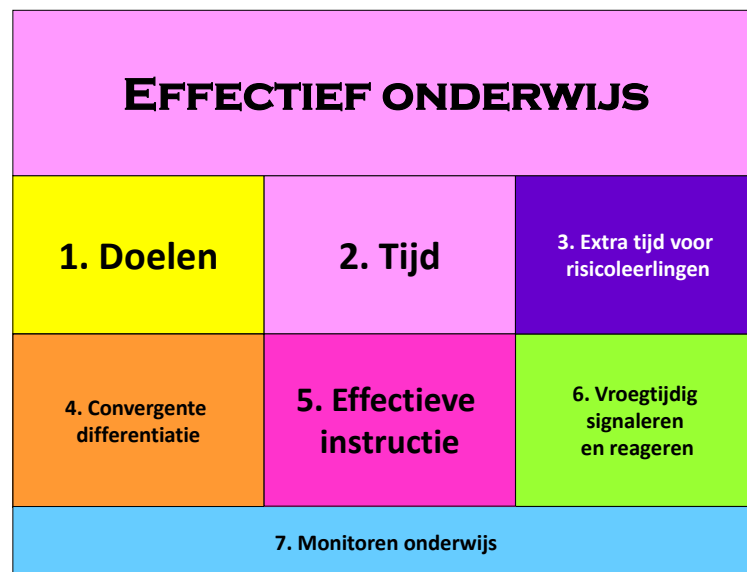 Effectief onderwijs
1. Doelen
2. Tijd
3. Extra tijd voor
risicoleerlingen
4. Convergente
differentiatie
5. Effectieve
instructie
6. Vroegtijdig
signaleren
en reageren
7. Monitoren onderwijs